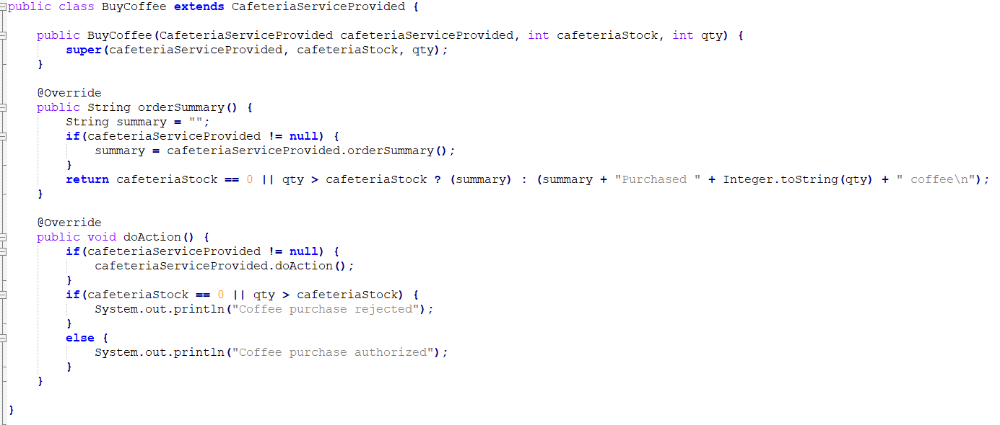 public class BuyCoffee extends CafeteriaServiceProvided {
public BuyCoffee(CafeteriaServiceProvided cafeteriaServiceProvided, int cafeteriaStock, int qty) {
super(cafeteriaServiceProvided, cafeteriaStock, qty);
}
@Override
public String orderSummary() {
String summary = "";
if(cafeteriaServiceProvided != null) {
summary = cafeteriaServiceProvided.orderSummary();
}
return cafeteriaStock == 0 || qty > cafeteriaStock ? (summary) : (summary + "Purchased " + Integer.toString(qty) + " coffee\n");
}
@Override
public void doAction() {
if(cafeteriaServiceProvided != null) {
cafeteriaServiceProvided.doAction();
}
if(cafeteriaStock == 0 || qty > cafeteriaStock) {
System.out.println("Coffee purchase rejected");
}
else {
System.out.println("Coffee purchase authorized");
}
}
}